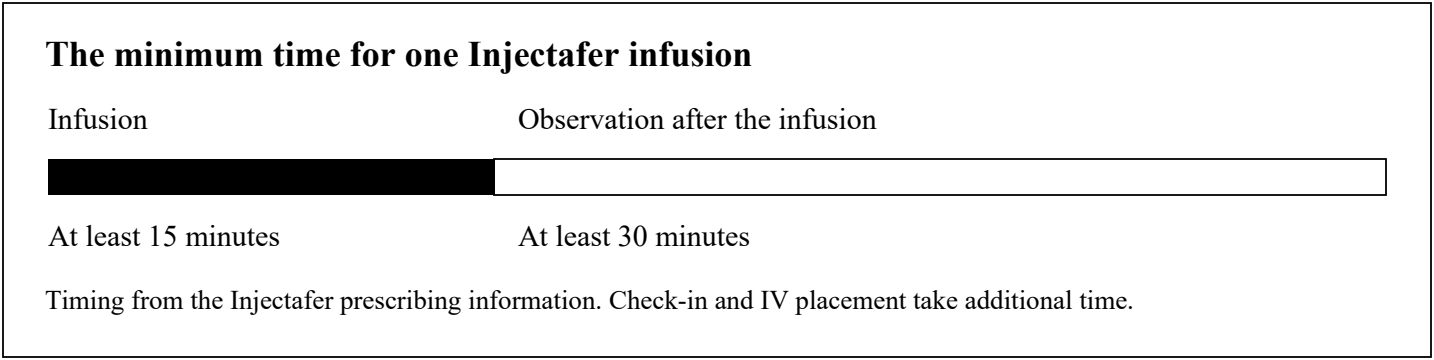 The minimum time for one Injectafer infusion
Infusion
Observation after the infusion
At least 15 minutes
At least 30 minutes
Timing from the Injectafer prescribing information. Check-in and IV placement take additional time.